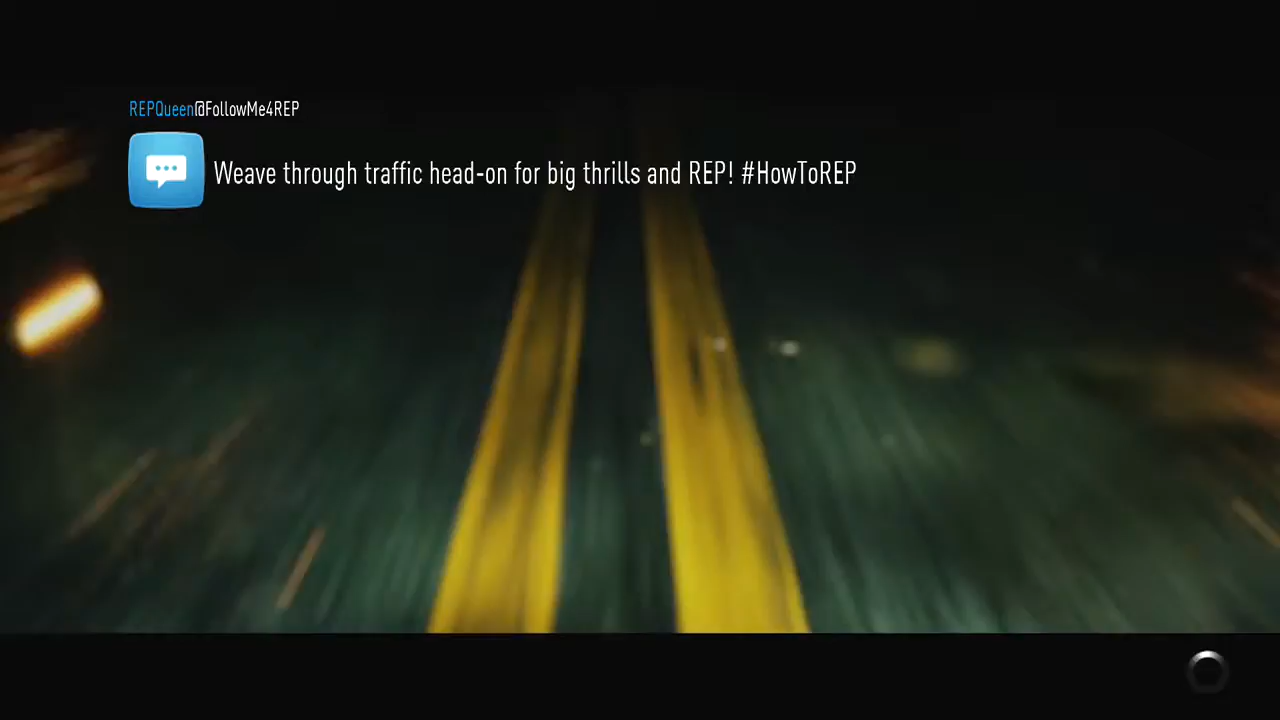 REPQueen@FollowMe4REP
Weave through traffic head-on for big thrills and REP! #HowToREP